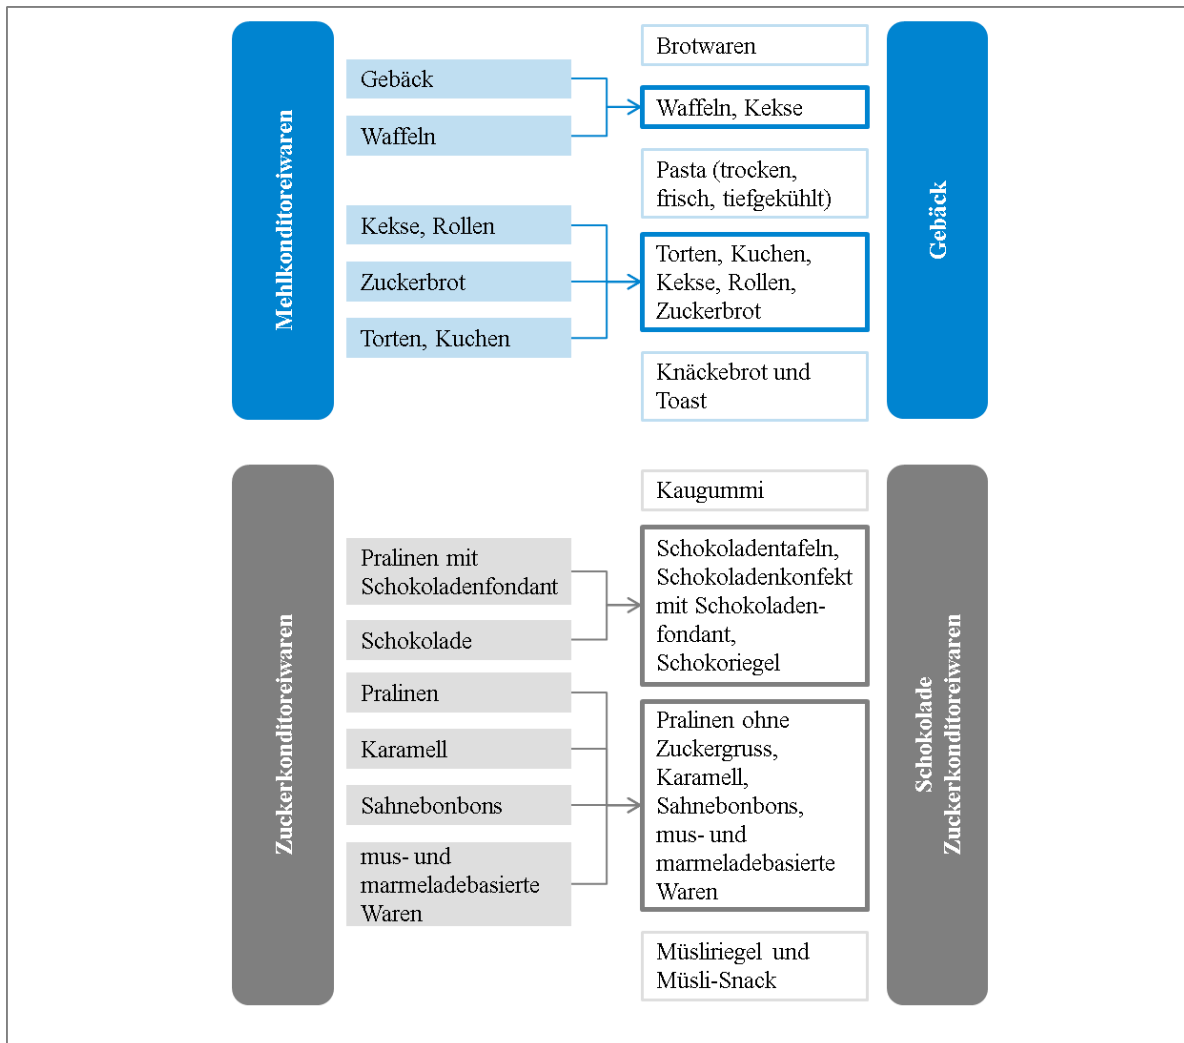 Mehlkonditoreiwaren
Gebäck
Waffeln
Kekse, Rollen
Zuckerbrot
Torten, Kuchen
Brotwaren
Waffeln, Kekse
Pasta (trocken,
frisch, tiefgekühlt)
Torten, Kuchen,
Kekse, Rollen,
Zuckerbrot
Knäckebrot und
Toast
Gebäck
Zuckerkonditoreiwaren
Pralinen mit
Schokoladenfondant
Schokolade
Pralinen
Karamell
Sahnebonbons
mus- und
marmeladebasierte
Waren
Kaugummi
Schokoladentafeln,
Schokoladenkonfekt
mit Schokoladen-
fondant,
Schokoriegel
Pralinen ohne
Zuckergruss,
Karamell,
Sahnebonbons,
mus- und
marmeladebasierte
Waren
Müsliriegel und
Müsli-Snack
Schokolade
Zuckerkonditoreiwaren